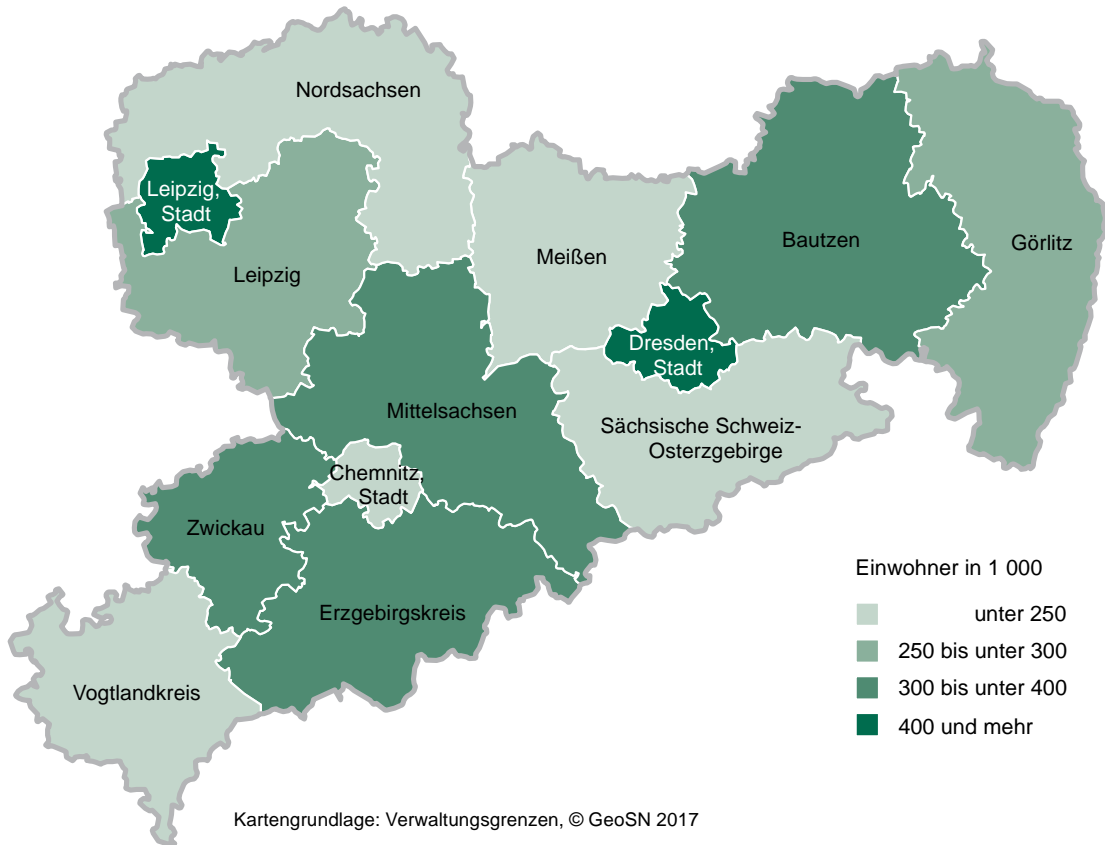 Nordsachsen
Leipzig,
Stadt
Leipzig
Meißen
Bautzen
Görlitz
Dresden,
Stadt
Mittelsachsen
Sächsische Schweiz-
Osterzgebirge
Chemnitz,
Stadt
Zwickau
Erzgebirgskreis
Vogtlandkreis
Einwohner in 1 000
unter 250
250 bis unter 300
300 bis unter 400
400 und mehr
Kartengrundlage: Verwaltungsgrenzen, © GeoSN 2017